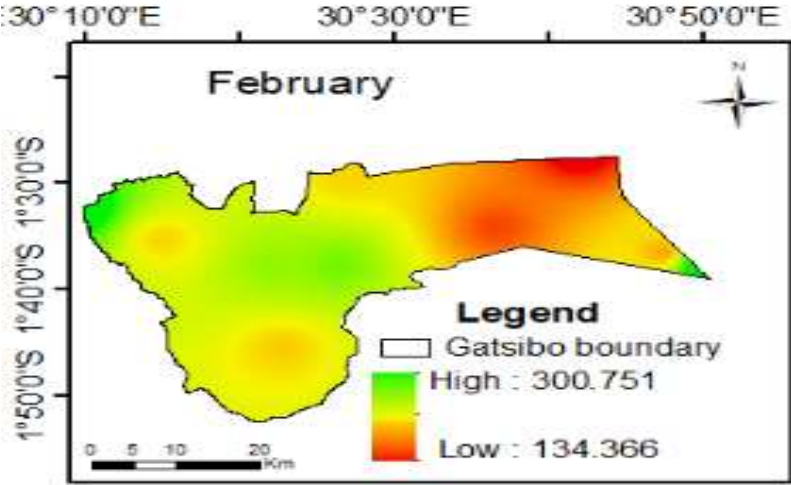 30°10'0"E 30°30'0"E 30°50'0"E
February
N
1°30'0"S
1°40'0"S
1°50'0"S
Legend
Gatsibo boundary
High : 300.751
Low : 134.366
0 5 10 20
Km